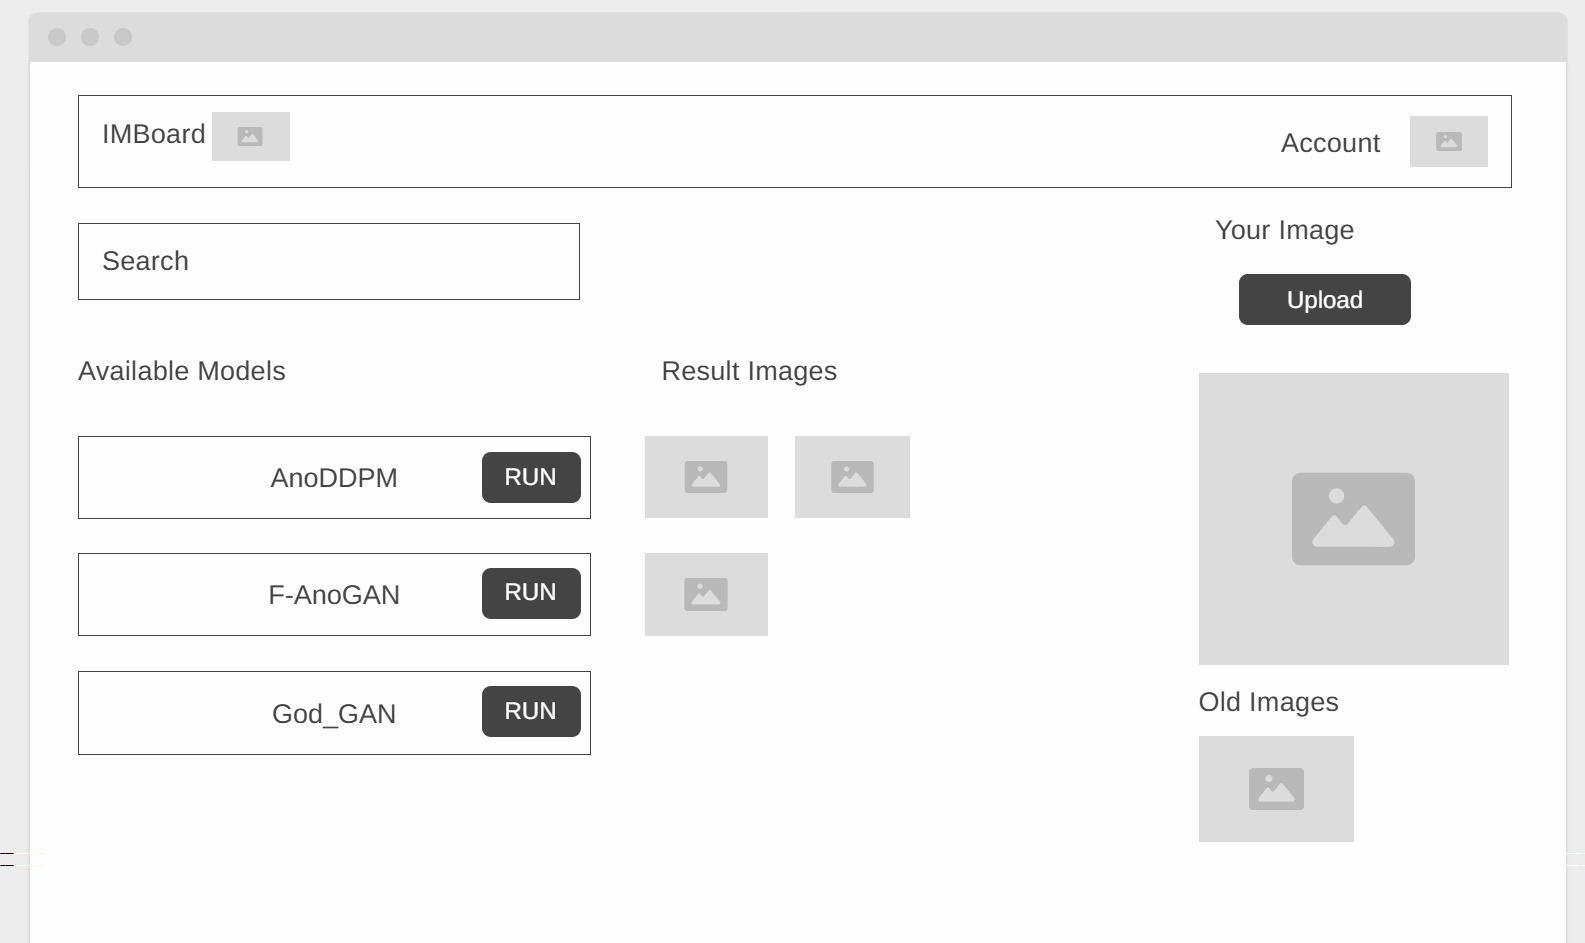 IMBoard
Account
Search
Your Image
Upload
Available Models
Result Images
AnoDDPM
RUN
F-AnoGAN
RUN
God_GAN
RUN
Old Images